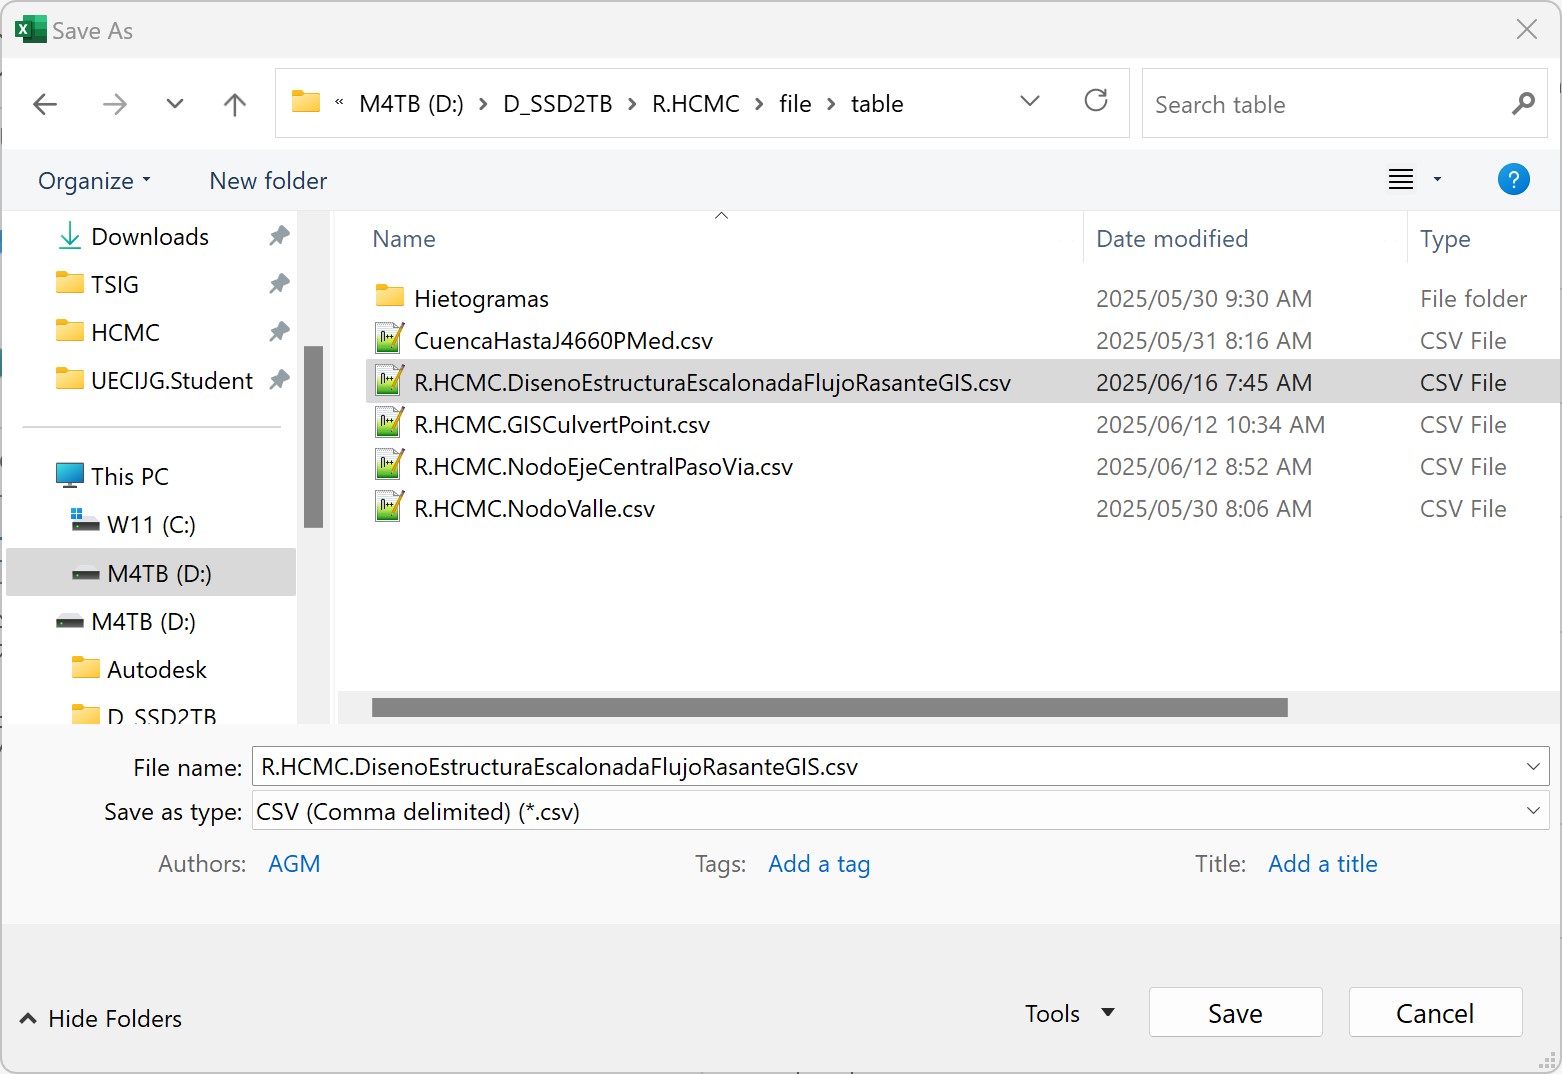 Save As
« M4TB (D:) > D_SSD2TB > R.HCMC > file > table
Search table
Organize
New folder
?
Downloads
TSIG
HCMC
UECIJG.Student
This PC
W11 (C:)
M4TB (D:)
M4TB (D:)
Autodesk
D_SSD2TB
Name Date modified Type
Hietogramas 2025/05/30 9:30 AM File folder
CuencaHastaJ4660PMed.csv 2025/05/31 8:16 AM CSV File
R.HCMC.DisenoEstructuraEscalonadaFlujoRasanteGIS.csv 2025/06/16 7:45 AM CSV File
R.HCMC.GISCulvertPoint.csv 2025/06/12 10:34 AM CSV File
R.HCMC.NodoEjeCentralPasoVia.csv 2025/06/12 8:52 AM CSV File
R.HCMC.NodoValle.csv 2025/05/30 8:06 AM CSV File
File name: R.HCMC.DisenoEstructuraEscalonadaFlujoRasanteGIS.csv
Save as type: CSV (Comma delimited) (*.csv)
Authors: AGM Tags: Add a tag Title: Add a title
Hide Folders
Tools
Save
Cancel